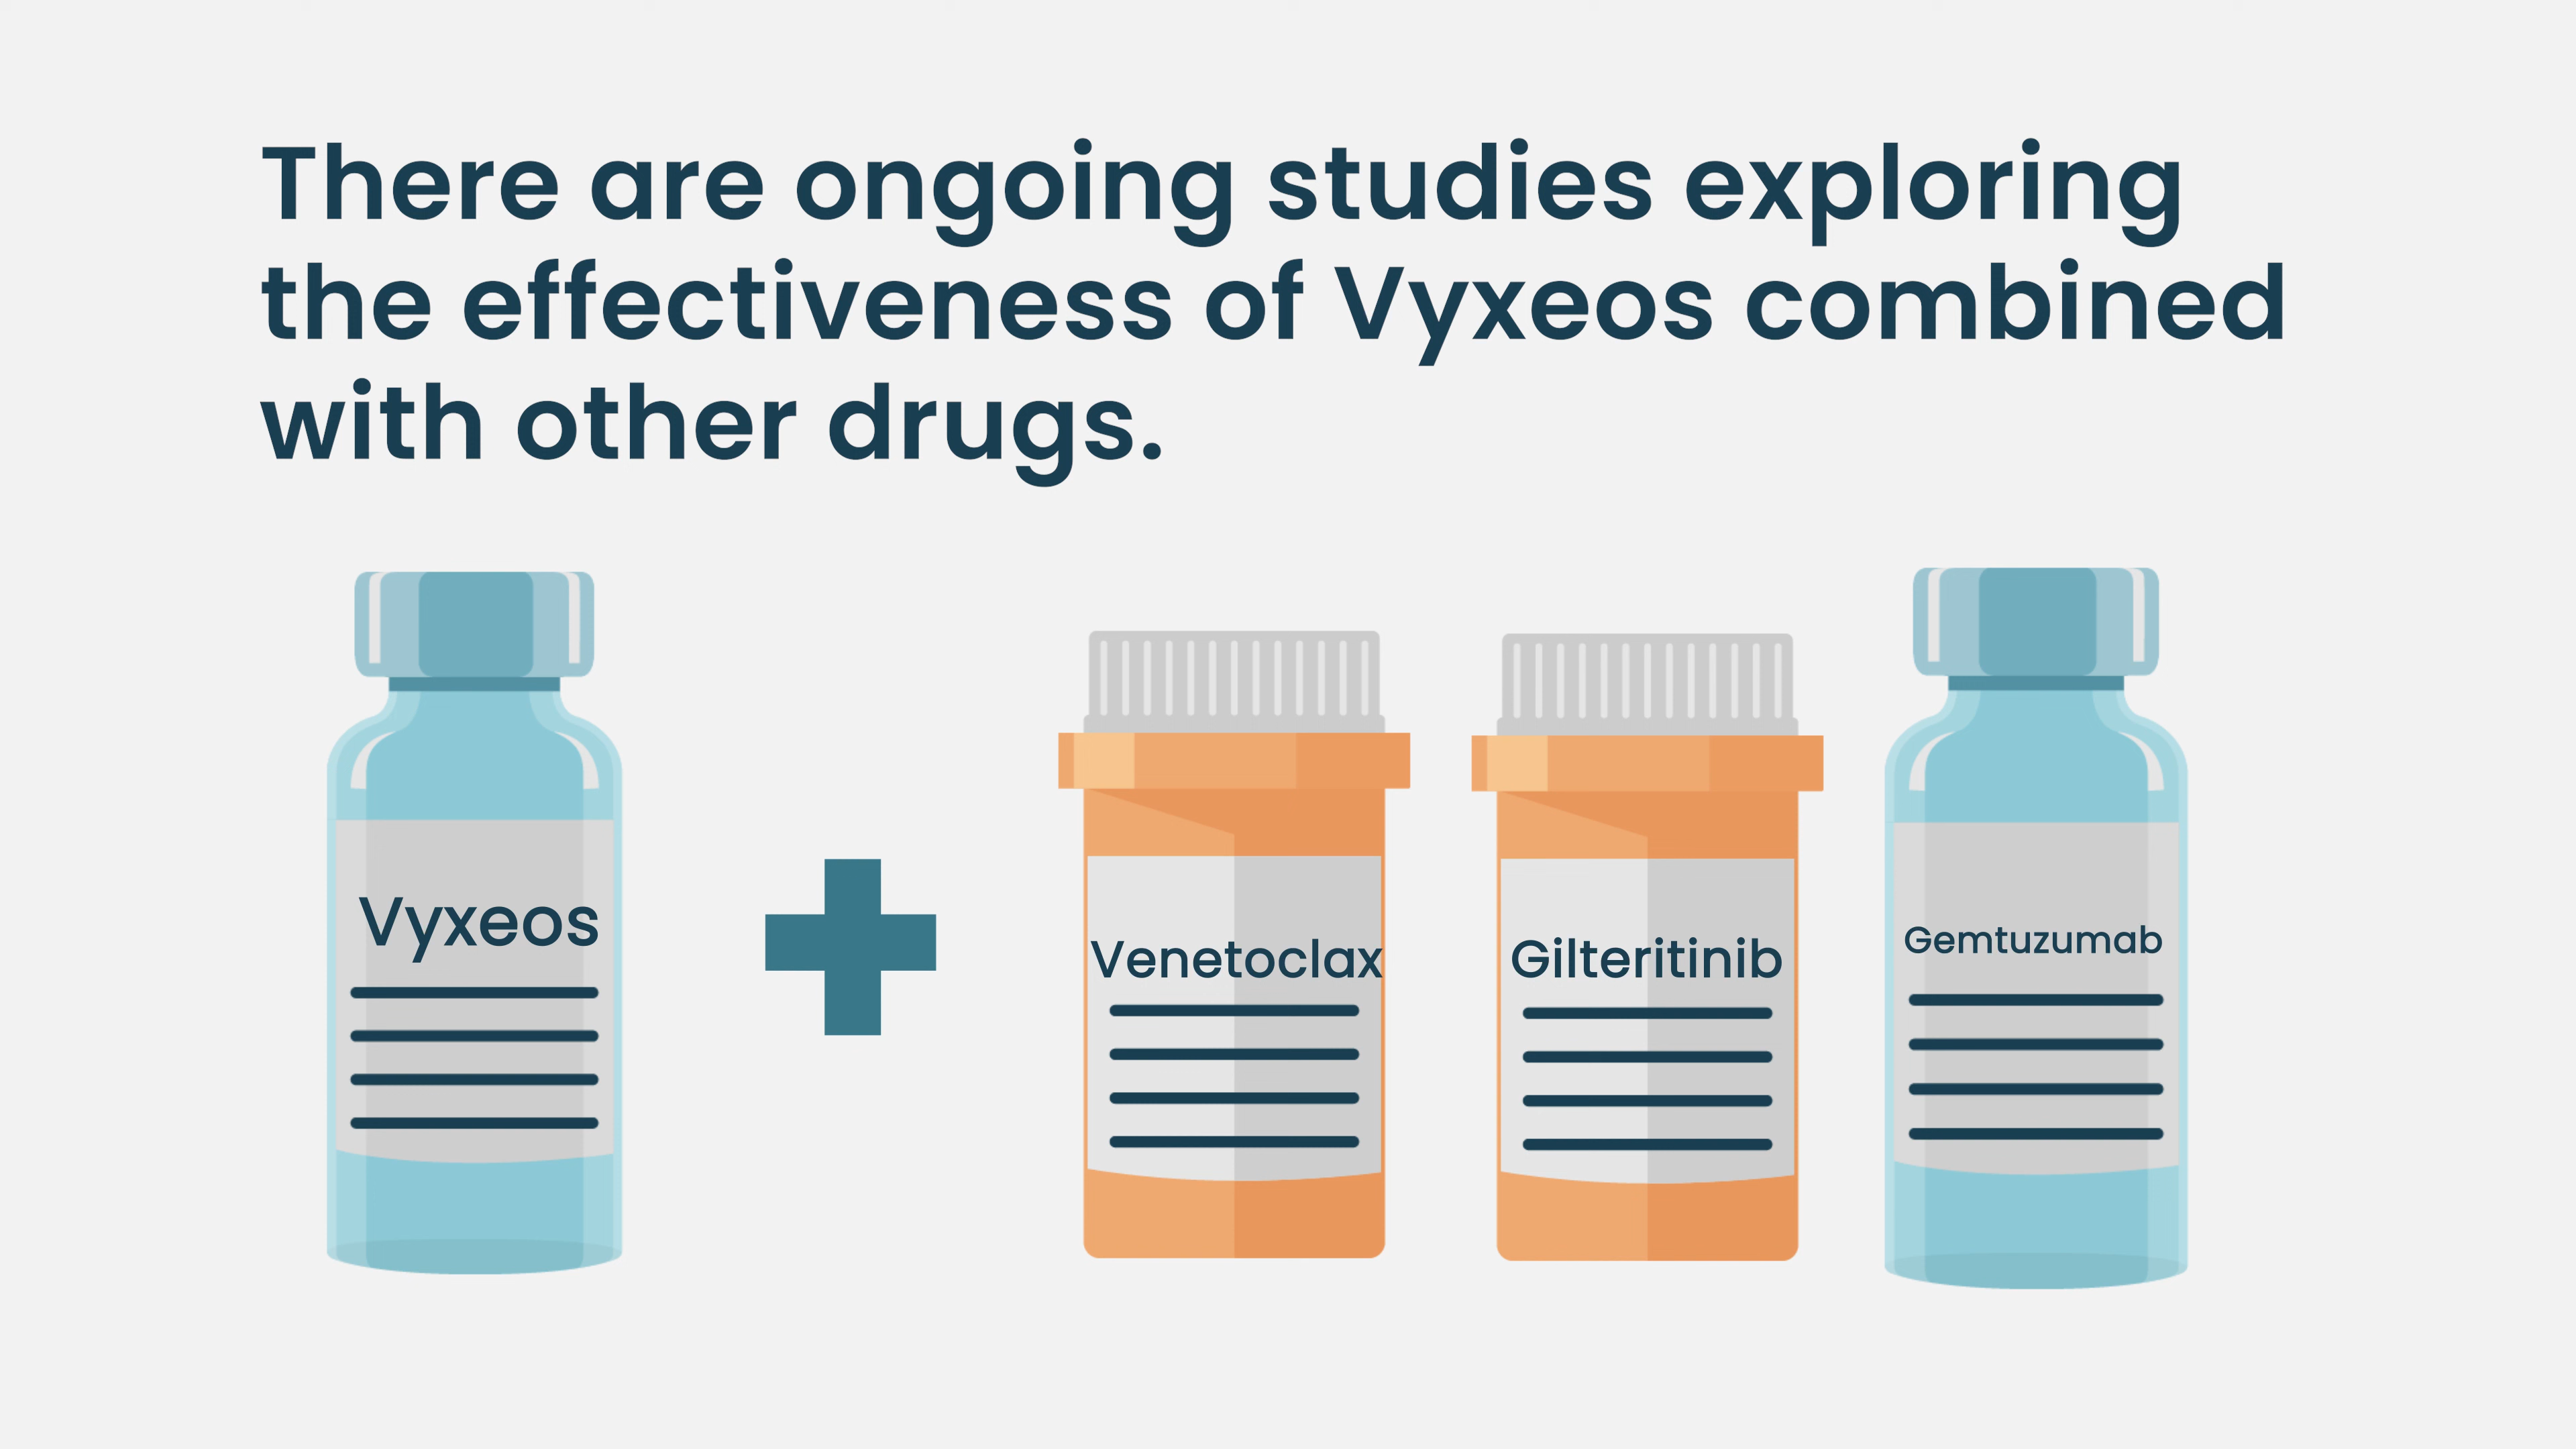 There are ongoing studies exploring
the effectiveness of Vyxeos combined
with other drugs.
Vyxeos
Venetoclax
Gilteritinib
Gemtuzumab